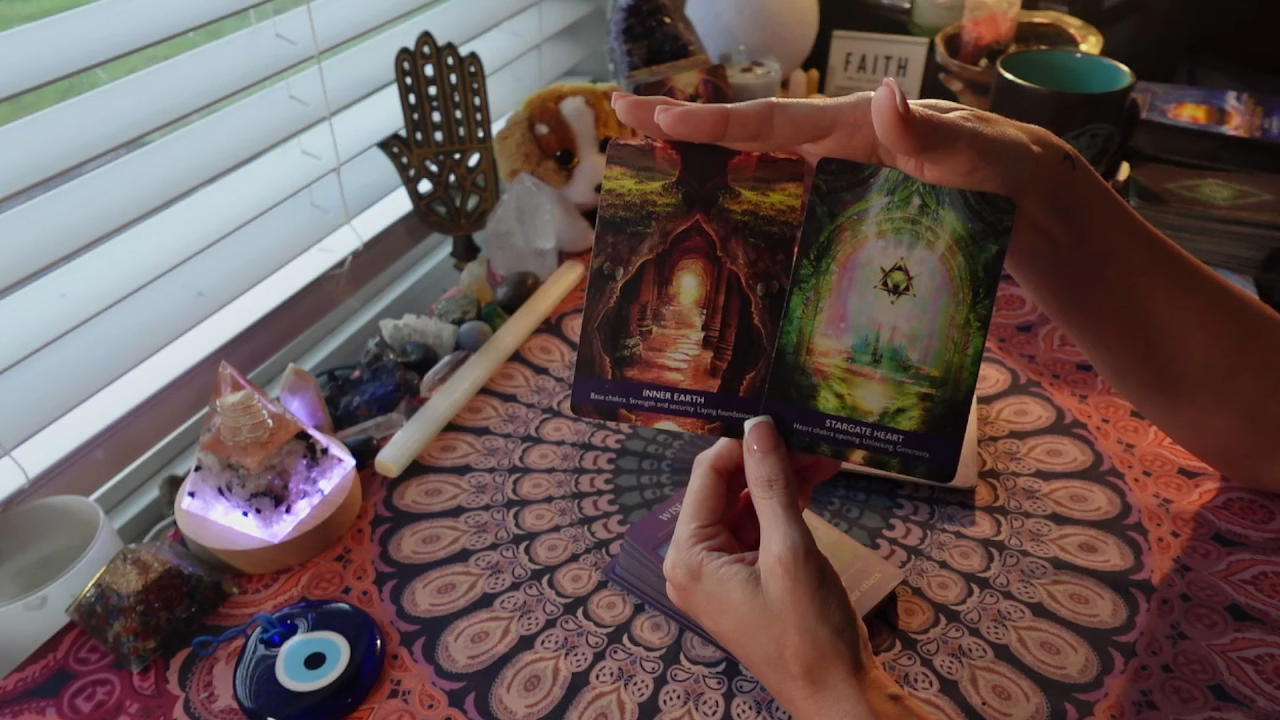 FAITH
INNER EARTH
Base chakra. Strength and security. Laying foundations
STARGATE HEART
Heart chakra opening. Unlocking. Generosity